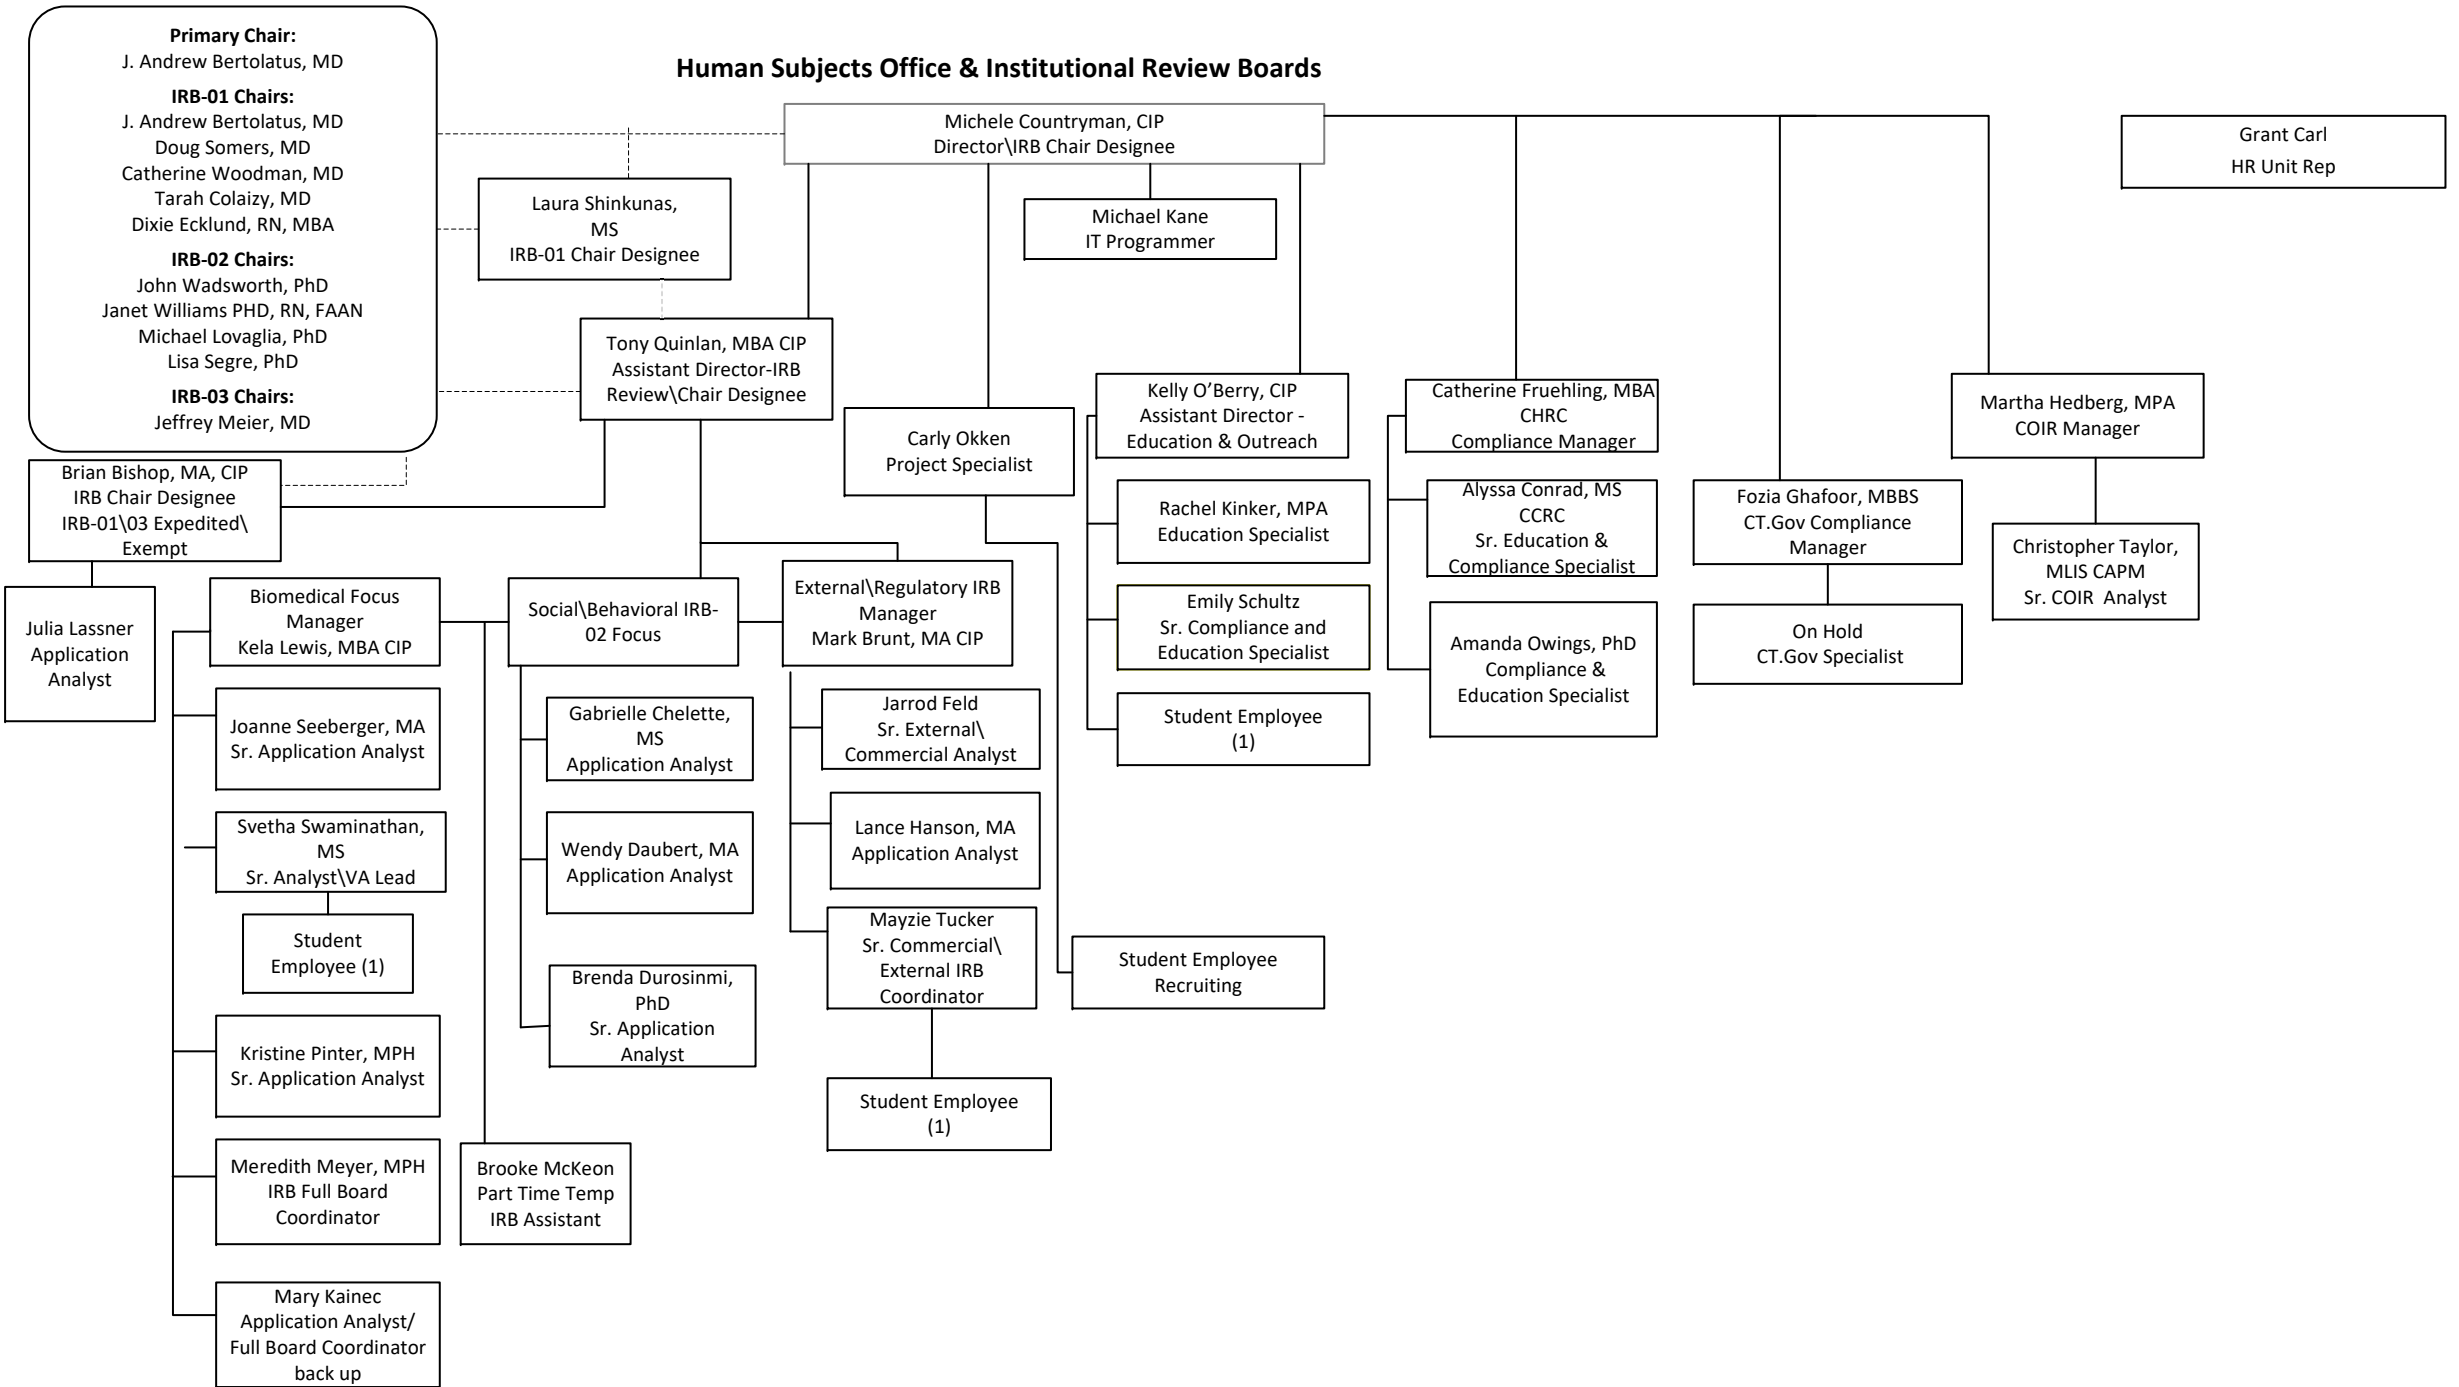 Primary Chair:
J. Andrew Bertolatus, MD
IRB-01 Chairs:
J. Andrew Bertolatus, MD
Doug Somers, MD
Catherine Woodman, MD
Tarah Colaizy, MD
Dixie Ecklund, RN, MBA
IRB-02 Chairs:
John Wadsworth, PhD
Janet Williams PHD, RN, FAAN
Michael Lovaglia, PhD
Lisa Segre, PhD
IRB-03 Chairs:
Jeffrey Meier, MD
Human Subjects Office & Institutional Review Boards
Michele Countryman, CIP
Director\IRB Chair Designee
Grant Carl
HR Unit Rep
Laura Shinkunas,
MS
IRB-01 Chair Designee
Michael Kane
IT Programmer
Tony Quinlan, MBA CIP
Assistant Director-IRB
Review\Chair Designee
Carly Okken
Project Specialist
Kelly O’Berry, CIP
Assistant Director -
Education & Outreach
Catherine Fruehling, MBA
CHRC
Compliance Manager
Martha Hedberg, MPA
COIR Manager
Brian Bishop, MA, CIP
IRB Chair Designee
IRB-01\03 Expedited\
Exempt
Rachel Kinker, MPA
Education Specialist
Alyssa Conrad, MS
CCRC
Sr. Education &
Compliance Specialist
Fozia Ghafoor, MBBS
CT.Gov Compliance
Manager
Christopher Taylor,
MLIS CAPM
Sr. COIR  Analyst
Julia Lassner
Application
Analyst
Biomedical Focus
Manager
Kela Lewis, MBA CIP
Social\Behavioral IRB-
02 Focus
External\Regulatory IRB
Manager
Mark Brunt, MA CIP
Emily Schultz
Sr. Compliance and
Education Specialist
Amanda Owings, PhD
Compliance &
Education Specialist
On Hold
CT.Gov Specialist
Joanne Seeberger, MA
Sr. Application Analyst
Gabrielle Chelette,
MS
Application Analyst
Jarrod Feld
Sr. External\
Commercial Analyst
Student Employee
(1)
Svetha Swaminathan,
MS
Sr. Analyst\VA Lead
Wendy Daubert, MA
Application Analyst
Lance Hanson, MA
Application Analyst
Student
Employee (1)
Brenda Durosinmi,
PhD
Sr. Application
Analyst
Mayzie Tucker
Sr. Commercial\
External IRB
Coordinator
Student Employee
Recruiting
Kristine Pinter, MPH
Sr. Application Analyst
Student Employee
(1)
Meredith Meyer, MPH
IRB Full Board
Coordinator
Brooke McKeon
Part Time Temp
IRB Assistant
Mary Kainec
Application Analyst/
Full Board Coordinator
back up